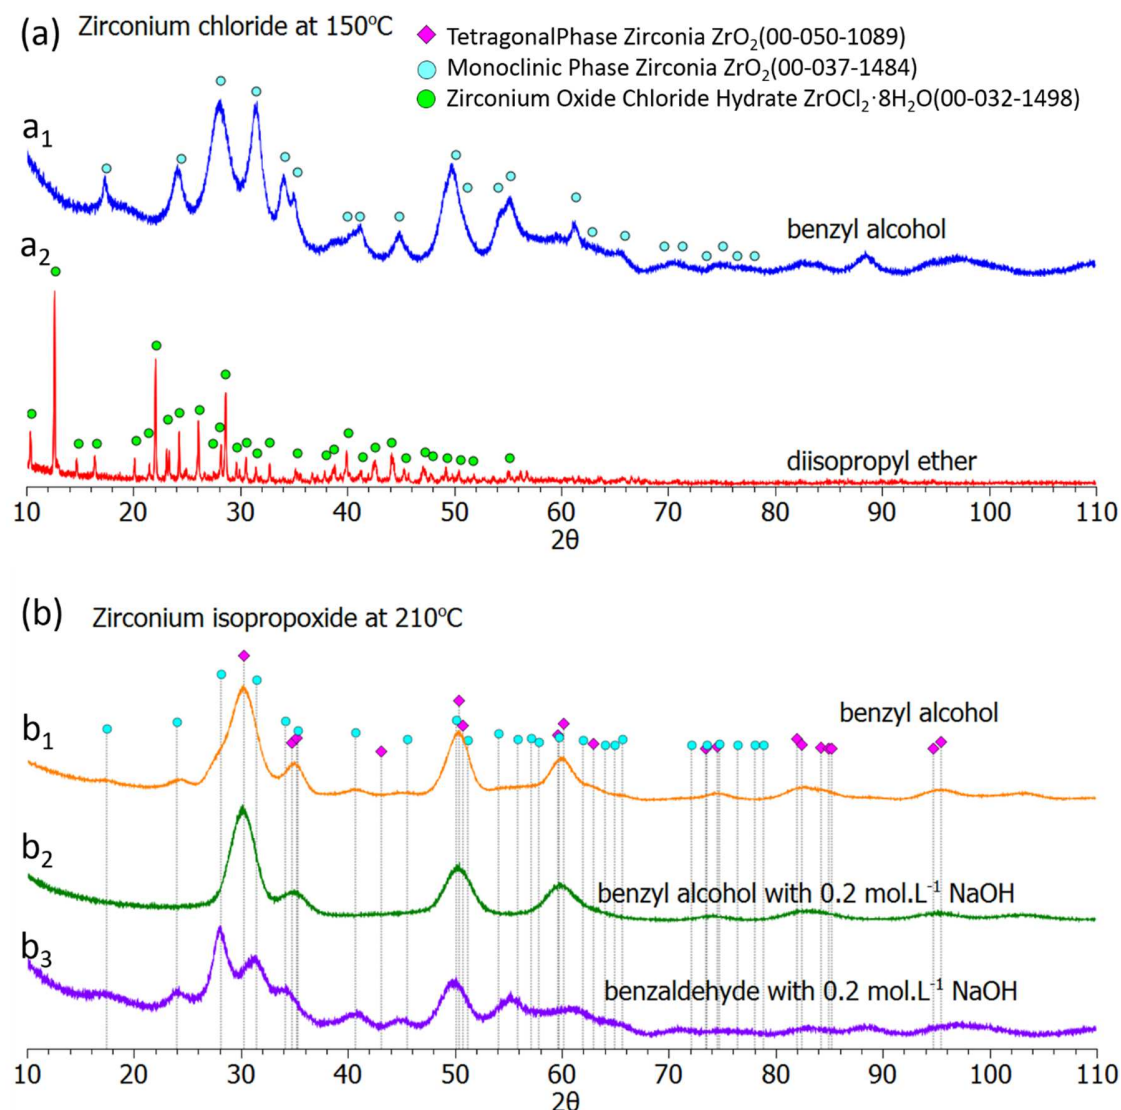 (a) Zirconium chloride at 150ºC
TetragonalPhase Zirconia ZrO₂(00-050-1089)
Monoclinic Phase Zirconia ZrO₂(00-037-1484)
Zirconium Oxide Chloride Hydrate ZrOCl₂·8H₂O(00-032-1498)
a₁
benzyl alcohol
a₂
diisopropyl ether
10 20 30 40 50 60 70 80 90 100 110
2θ
(b) Zirconium isopropoxide at 210ºC
b₁
benzyl alcohol
b₂
benzyl alcohol with 0.2 mol.L⁻¹ NaOH
b₃
benzaldehyde with 0.2 mol.L⁻¹ NaOH
10 20 30 40 50 60 70 80 90 100 110
2θ